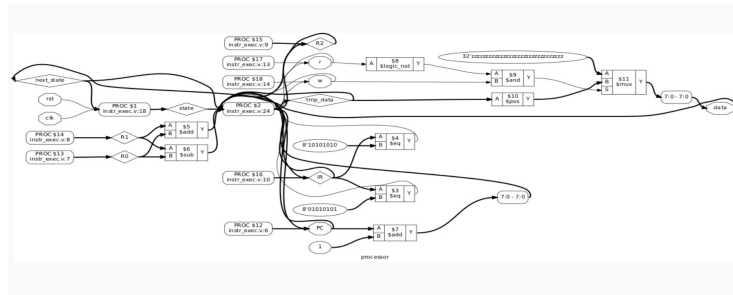 PROC $15
instr_exec.v:9
R2
PROC $17
instr_exec.v:13
r
A
$8
$logic_not
Y
32'zzzzzzzzzzzzzzzzzzzzzzzzzzzzzzzz
next_state
PROC $18
instr_exec.v:14
w
A
B
$9
$and
Y
A
B
S
$11
$mux
Y
7:0 - 7:0
data
rst
clk
PROC $1
instr_exec.v:18
state
PROC $2
instr_exec.v:24
tmp_data
A
$10
$pos
Y
PROC $14
instr_exec.v:8
R1
A
B
$5
$add
Y
PROC $13
instr_exec.v:7
R0
A
B
$6
$sub
Y
8'10101010
A
B
$4
$eq
Y
PROC $16
instr_exec.v:10
IR
8'01010101
A
B
$3
$eq
Y
7:0 - 7:0
PROC $12
instr_exec.v:6
PC
1
A
B
$7
$add
Y
processor